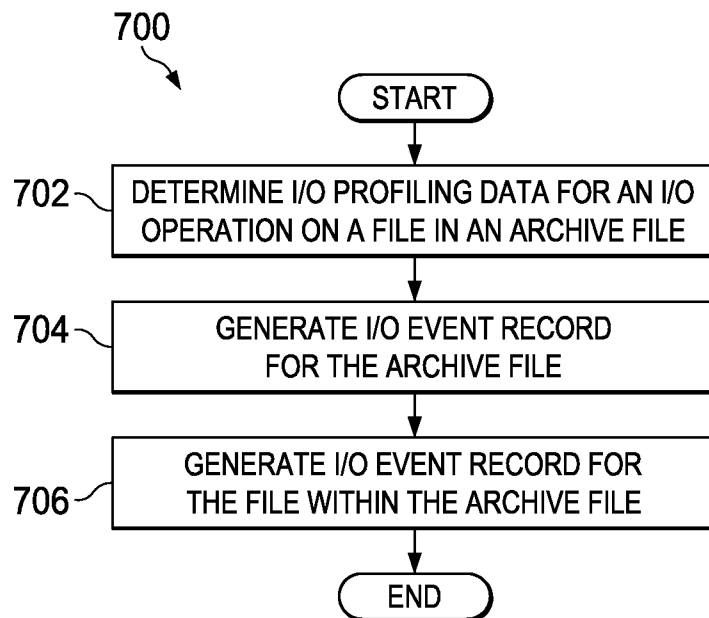 700
START
702
DETERMINE I/O PROFILING DATA FOR AN I/O
OPERATION ON A FILE IN AN ARCHIVE FILE
704
GENERATE I/O EVENT RECORD
FOR THE ARCHIVE FILE
706
GENERATE I/O EVENT RECORD FOR
THE FILE WITHIN THE ARCHIVE FILE
END